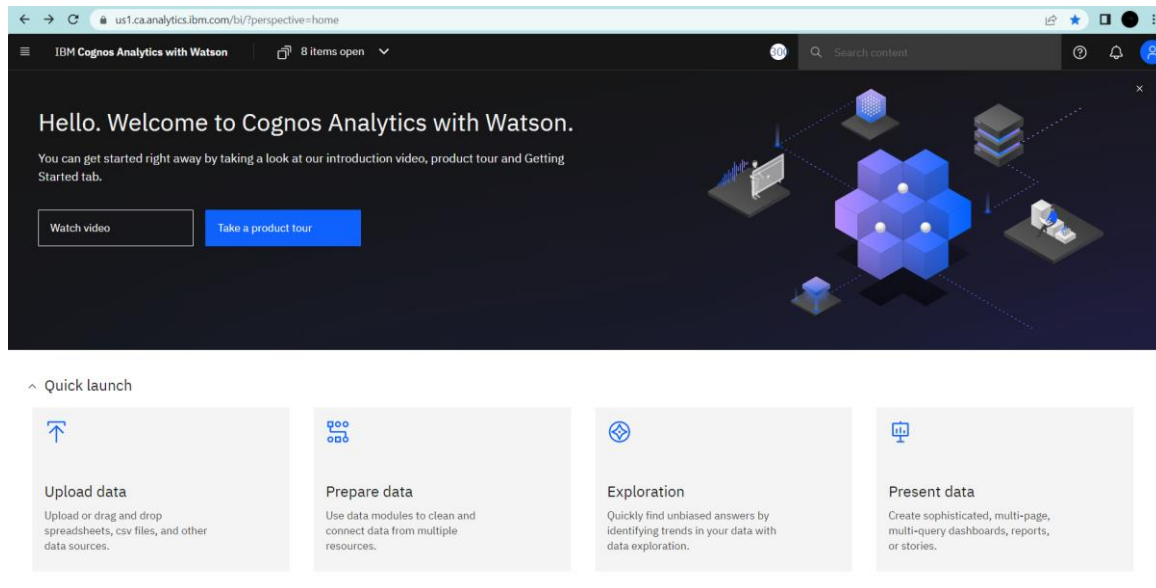 us1.ca.analytics.ibm.com/bi/?perspective=home
IBM Cognos Analytics with Watson
8 items open
Search content
Hello. Welcome to Cognos Analytics with Watson.
You can get started right away by taking a look at our introduction video, product tour and Getting
Started tab.
Watch video
Take a product tour
Quick launch
Upload data
Upload or drag and drop
spreadsheets, csv files, and other
data sources.
Prepare data
Use data modules to clean and
connect data from multiple
resources.
Exploration
Quickly find unbiased answers by
identifying trends in your data with
data exploration.
Present data
Create sophisticated, multi-page,
multi-query dashboards, reports,
or stories.